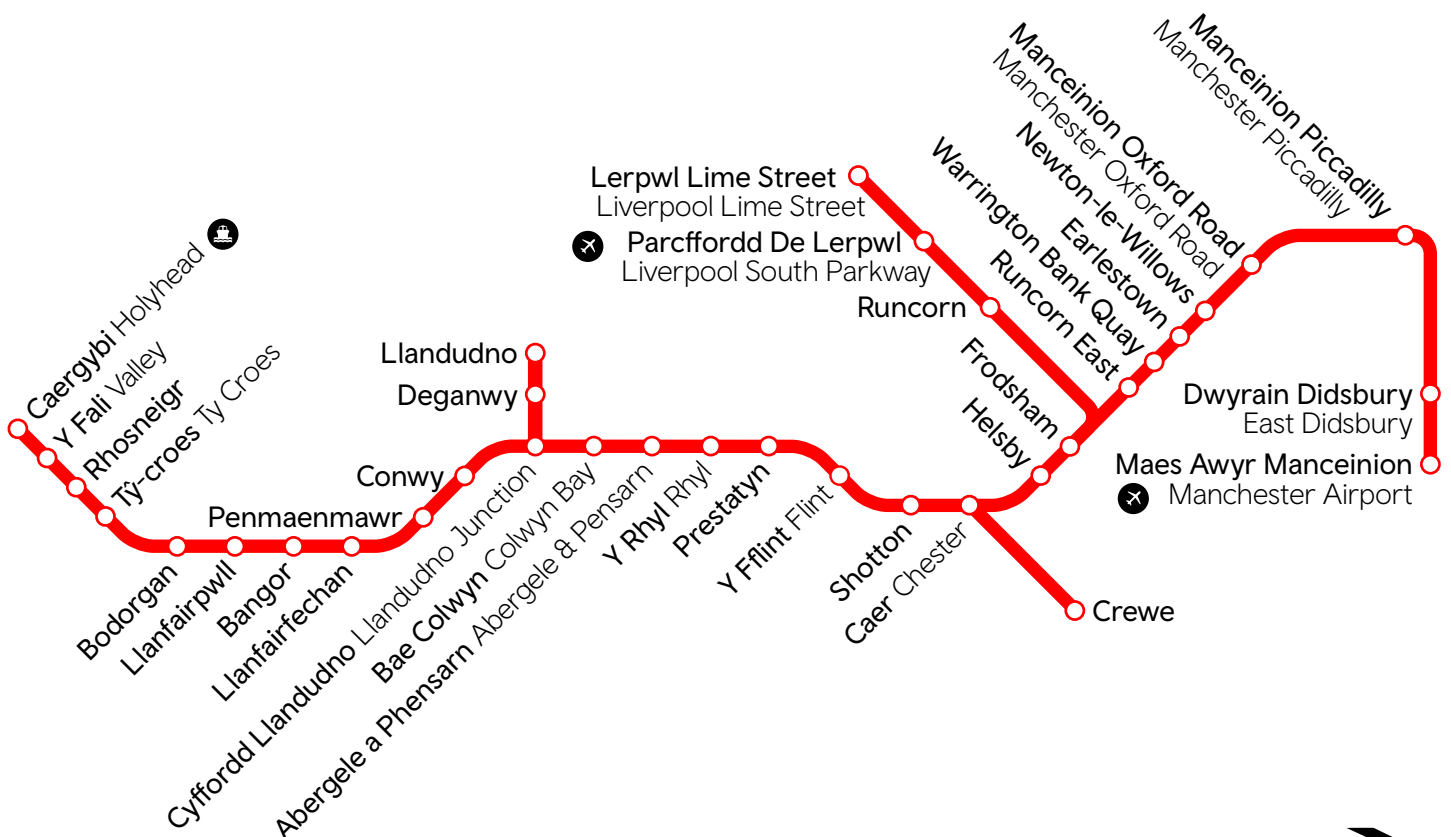 Caergybi Holyhead
Y Fali Valley
Rhosneigr
Tŷ-croes Ty Croes
Bodorgan
Llanfairpwll
Bangor
Llanfairfechan
Penmaenmawr
Conwy
Llandudno
Deganwy
Cyffordd Llandudno Llandudno Junction
Bae Colwyn Colwyn Bay
Abergele a Phensarn Abergele & Pensarn
Y Rhyl Rhyl
Prestatyn
Y Fflint Flint
Shotton
Caer Chester
Crewe
Lerpwl Lime Street
Liverpool Lime Street
Parcffordd De Lerpwl
Liverpool South Parkway
Runcorn
Helsby
Frodsham
Runcorn East
Warrington Bank Quay
Earlestown
Newton-le-Willows
Manceinion Oxford Road
Manchester Oxford Road
Manceinion Piccadilly
Manchester Piccadilly
Dwyrain Didsbury
East Didsbury
Maes Awyr Manceinion
Manchester Airport